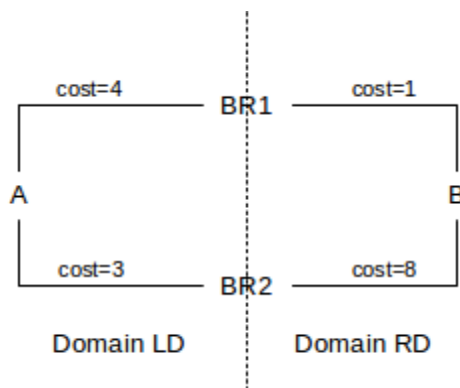 cost=4
cost=1
BR1
A
B
cost=3
cost=8
BR2
Domain LD
Domain RD